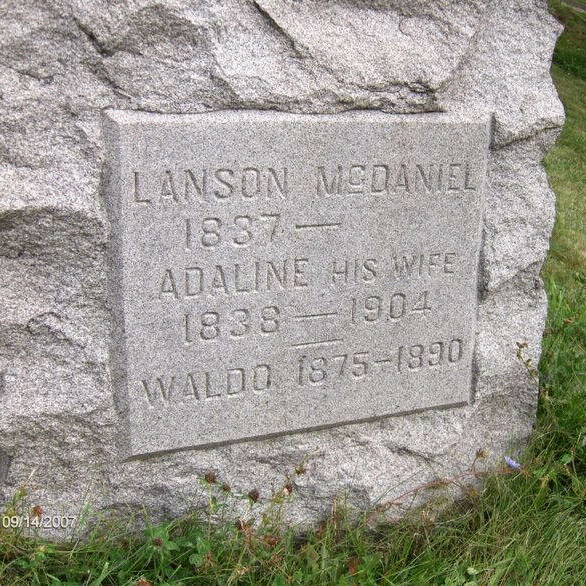 LANSON McDANIEL
1837 —
ADALINE HIS WIFE
1838 — 1904
WALDO 1875-1890
09/14/2007